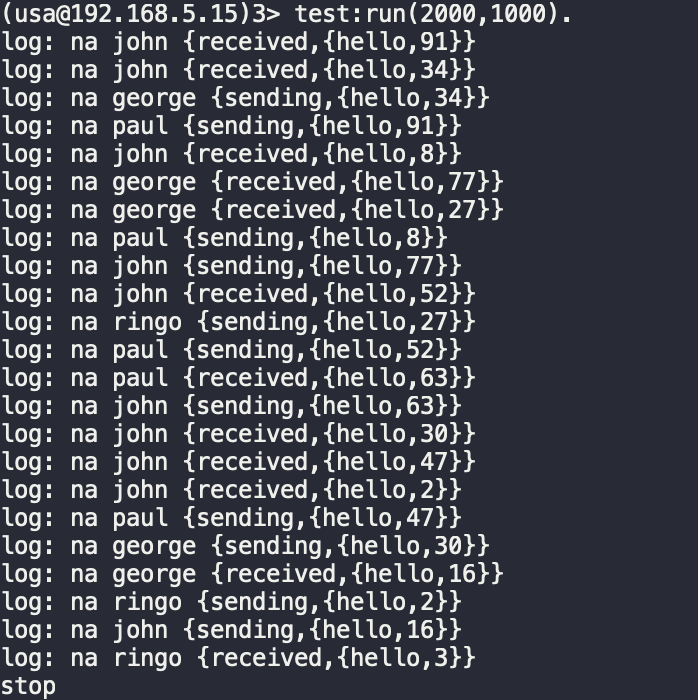 (usa@192.168.5.15)3> test:run(2000,1000).
log: na john {received,{hello,91}}
log: na john {received,{hello,34}}
log: na george {sending,{hello,34}}
log: na paul {sending,{hello,91}}
log: na john {received,{hello,8}}
log: na george {received,{hello,77}}
log: na george {received,{hello,27}}
log: na paul {sending,{hello,8}}
log: na john {sending,{hello,77}}
log: na john {received,{hello,52}}
log: na ringo {sending,{hello,27}}
log: na paul {sending,{hello,52}}
log: na paul {received,{hello,63}}
log: na john {sending,{hello,63}}
log: na john {received,{hello,30}}
log: na john {received,{hello,47}}
log: na john {received,{hello,2}}
log: na paul {sending,{hello,47}}
log: na george {sending,{hello,30}}
log: na george {received,{hello,16}}
log: na ringo {sending,{hello,2}}
log: na john {sending,{hello,16}}
log: na ringo {received,{hello,3}}
stop